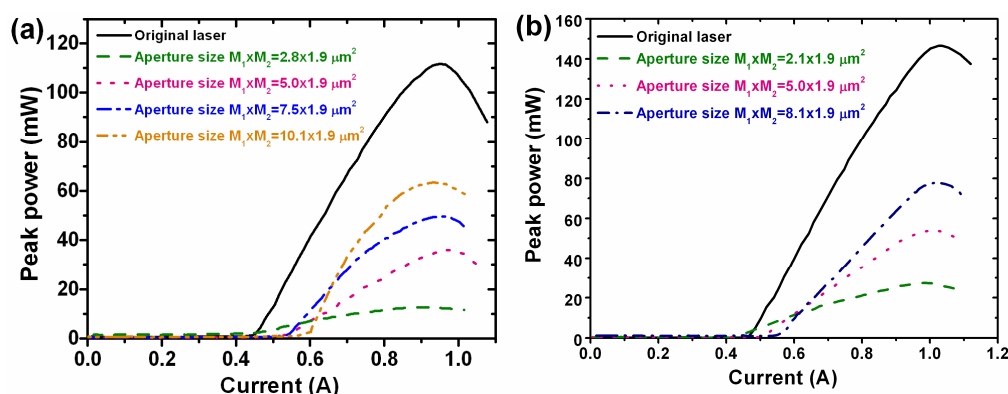 (a)
120
100
80
60
40
20
0
Peak power (mW)
Original laser
Aperture size M1xM2=2.8x1.9 μm2
Aperture size M1xM2=5.0x1.9 μm2
Aperture size M1xM2=7.5x1.9 μm2
Aperture size M1xM2=10.1x1.9 μm2
0.0 0.2 0.4 0.6 0.8 1.0
Current (A)
(b)
160
140
120
100
80
60
40
20
0
Peak power (mW)
Original laser
Aperture size M1xM2=2.1x1.9 μm2
Aperture size M1xM2=5.0x1.9 μm2
Aperture size M1xM2=8.1x1.9 μm2
0.0 0.2 0.4 0.6 0.8 1.0 1.2
Current (A)